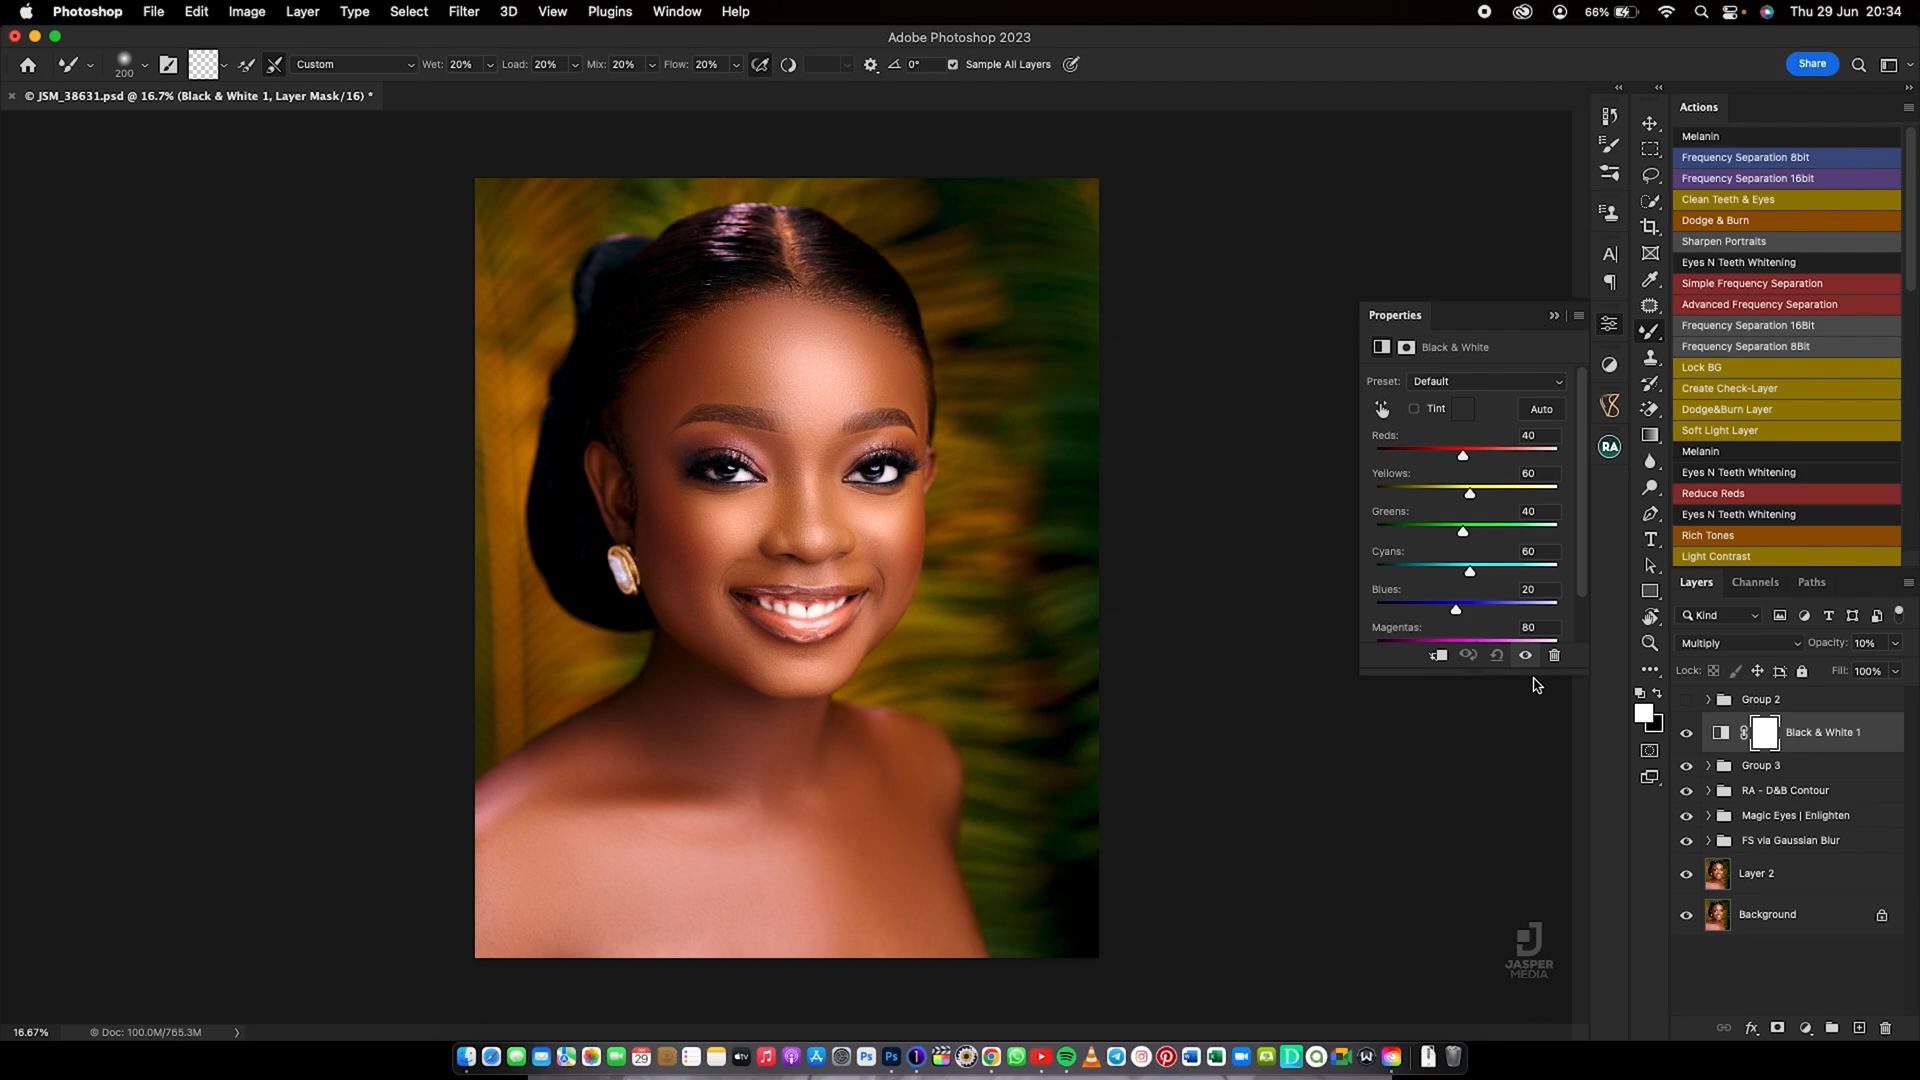 Photoshop File Edit Image Layer Type Select Filter 3D View Plugins Window Help 66% Thu 29 Jun 20:34
Adobe Photoshop 2023
200 Custom Wet: 20% Load: 20% Mix: 20% Flow: 20% 0° Sample All Layers Share
× © JSM_38631.psd @ 16.7% (Black & White 1, Layer Mask/16) *
Actions
Melanin
Frequency Separation 8bit
Frequency Separation 16bit
Clean Teeth & Eyes
Dodge & Burn
Sharpen Portraits
Eyes N Teeth Whitening
Simple Frequency Separation
Advanced Frequency Separation
Frequency Separation 16Bit
Frequency Separation 8Bit
Lock BG
Create Check-Layer
Dodge&Burn Layer
Soft Light Layer
Melanin
Eyes N Teeth Whitening
Reduce Reds
Eyes N Teeth Whitening
Rich Tones
Light Contrast
Properties
Black & White
Preset: Default
Tint Auto
Reds: 40
Yellows: 60
Greens: 40
Cyans: 60
Blues: 20
Magentas: 80
RA
Layers Channels Paths
Kind
Multiply Opacity: 10%
Lock: Fill: 100%
Group 2
Black & White 1
Group 3
RA - D&B Contour
Magic Eyes | Enlighten
FS via Gaussian Blur
Layer 2
Background
JASPER
MEDIA
16.67% © Doc: 100.0M/765.3M